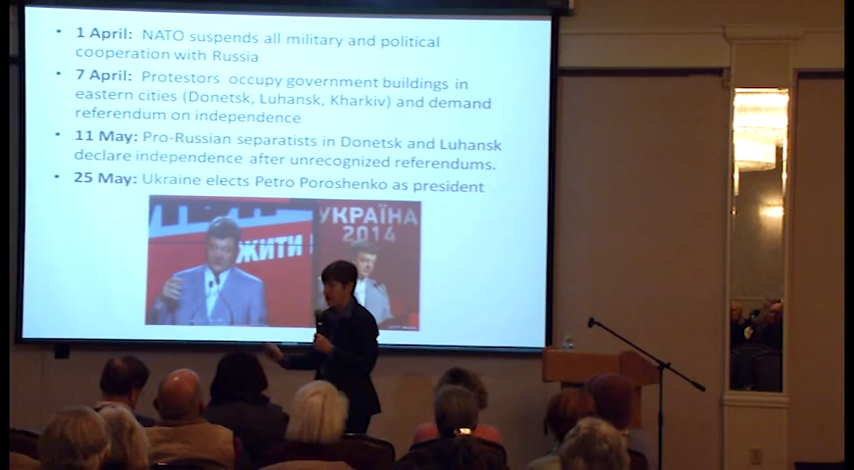 • 1 April: NATO suspends all military and political
cooperation with Russia
• 7 April: Protestors occupy government buildings in
eastern cities (Donetsk, Luhansk, Kharkiv) and demand
referendum on independence
• 11 May: Pro-Russian separatists in Donetsk and Luhansk
declare independence after unrecognized referendums.
• 25 May: Ukraine elects Petro Poroshenko as president
ЖИТИ
УКРАЇНА
2014